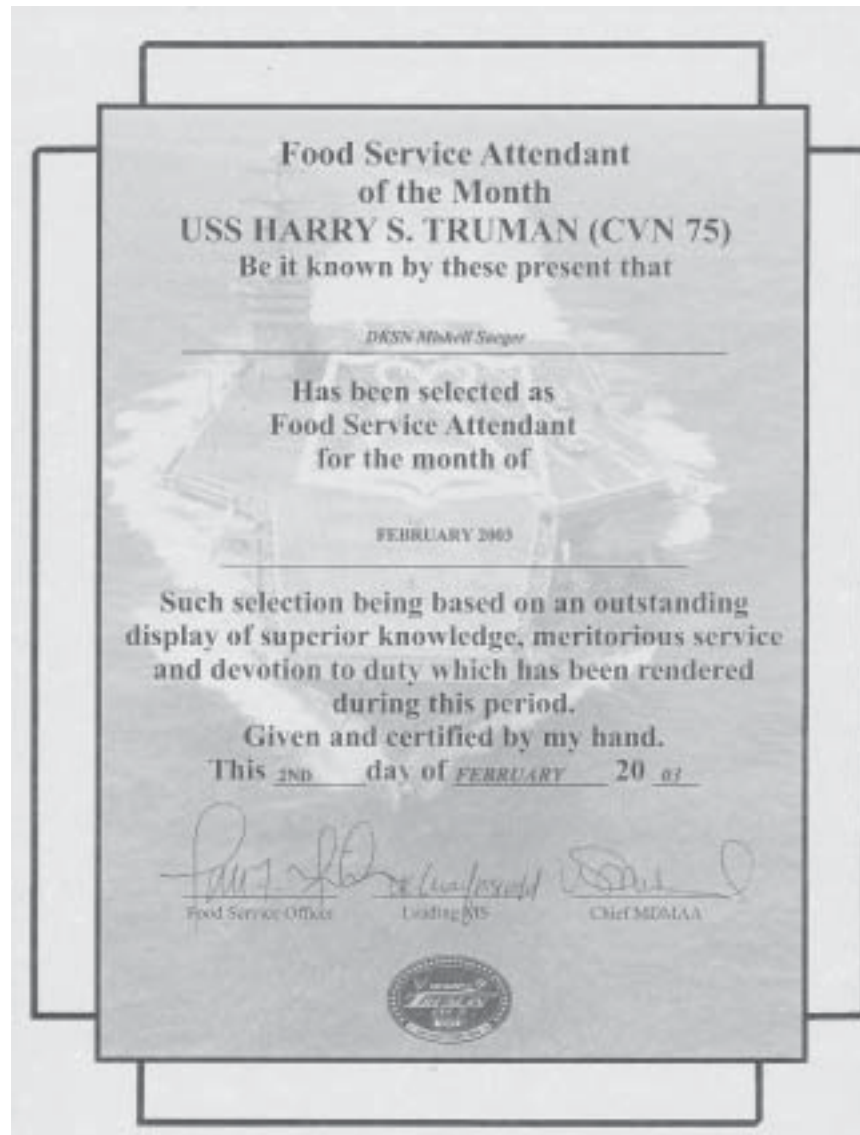 Food Service Attendant
of the Month
USS HARRY S. TRUMAN (CVN 75)
Be it known by these present that
DKSN Miskell Saeger
Has been selected as
Food Service Attendant
for the month of
FEBRUARY 2003
Such selection being based on an outstanding
display of superior knowledge, meritorious service
and devotion to duty which has been rendered
during this period.
Given and certified by my hand.
This 2ND day of FEBRUARY 20 03
Food Service Officer Leading MS Chief MDMAA
TRUMAN